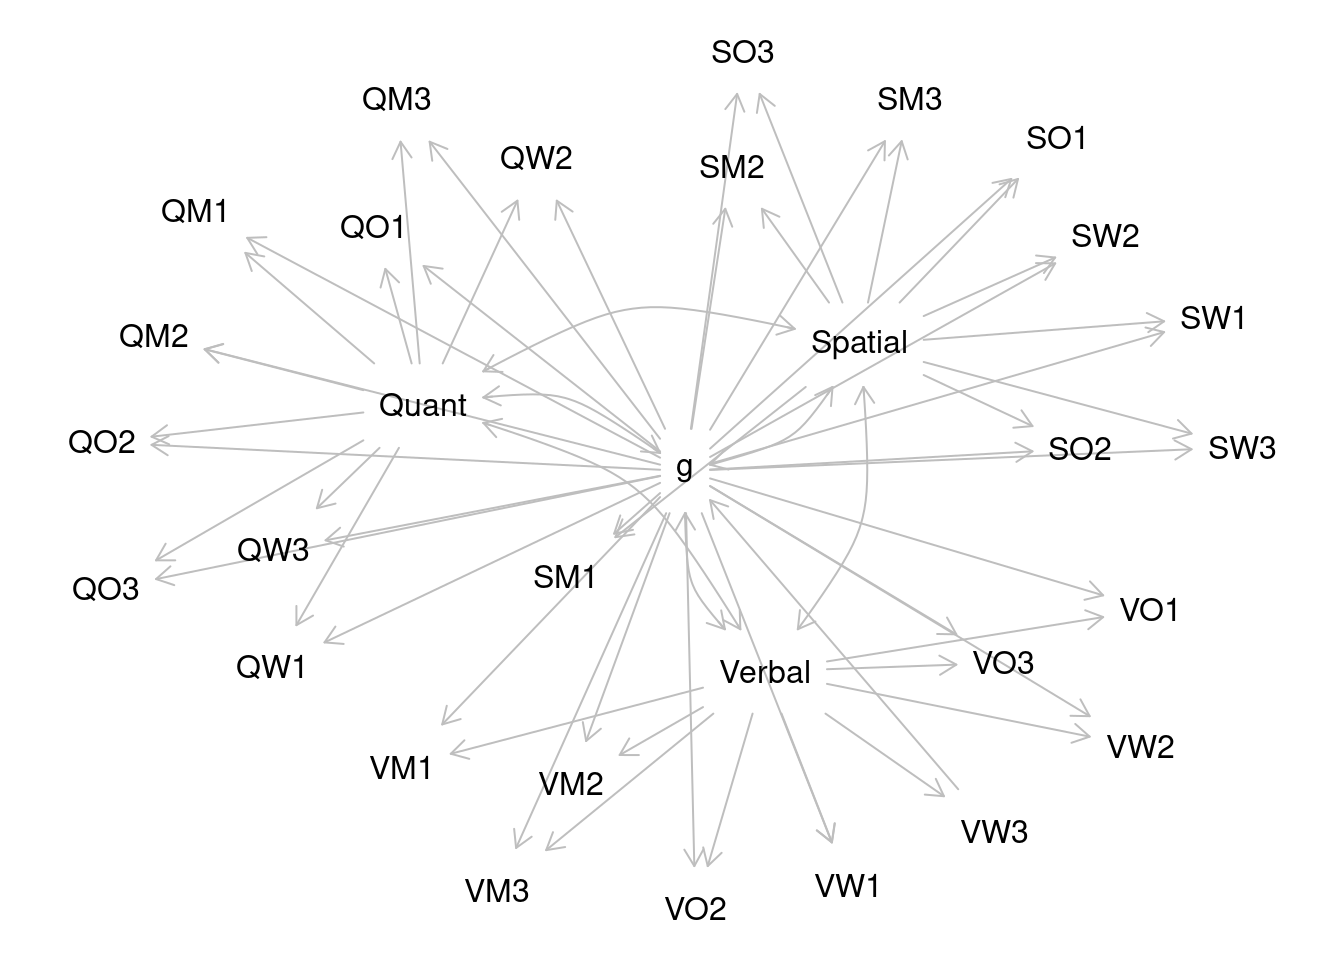 SO3
QM3
SM3
SO1
QW2
SM2
QM1
QO1
SW2
SW1
QM2
Spatial
Quant
QO2
SO2
SW3
g
QW3
SM1
QO3
VO1
QW1
Verbal
VO3
VW2
VM1
VM2
VW3
VM3
VW1
VO2